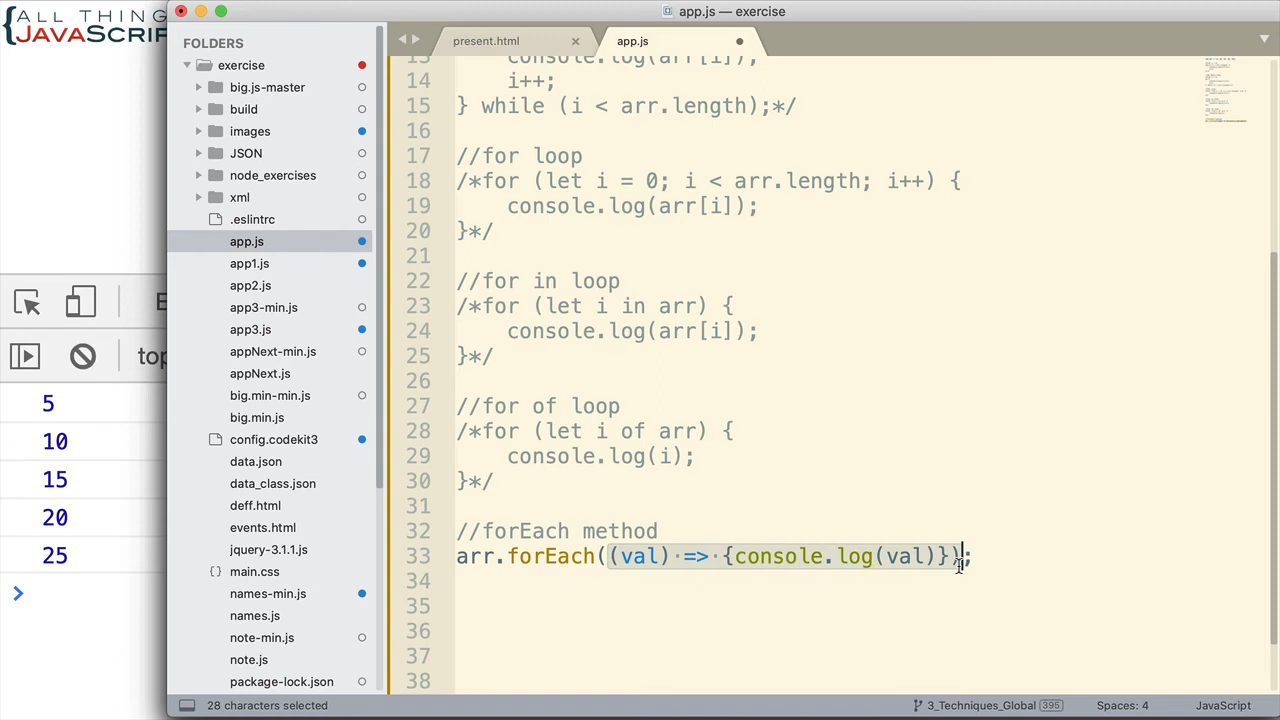 {ALL THING
JAVASCRI
app.js — exercise
FOLDERS
exercise
big.js-master
build
images
JSON
node_exercises
xml
.eslintrc
app.js
app1.js
app2.js
app3-min.js
app3.js
appNext-min.js
appNext.js
big.min-min.js
big.min.js
config.codekit3
data.json
data_class.json
deff.html
events.html
jquery-3.1.1.js
main.css
names-min.js
names.js
note-min.js
note.js
package-lock.json
present.html ×
app.js
13 console.log(arr[i]);
14 i++;
15 } while (i < arr.length);*/
16
17 //for loop
18 /*for (let i = 0; i < arr.length; i++) {
19 console.log(arr[i]);
20 }*/
21
22 //for in loop
23 /*for (let i in arr) {
24 console.log(arr[i]);
25 }*/
26
27 //for of loop
28 /*for (let i of arr) {
29 console.log(i);
30 }*/
31
32 //forEach method
33 arr.forEach((val) => {console.log(val)});
34
35
36
37
38
top
5
10
15
20
25
28 characters selected
3_Techniques_Global 395
Spaces: 4
JavaScript